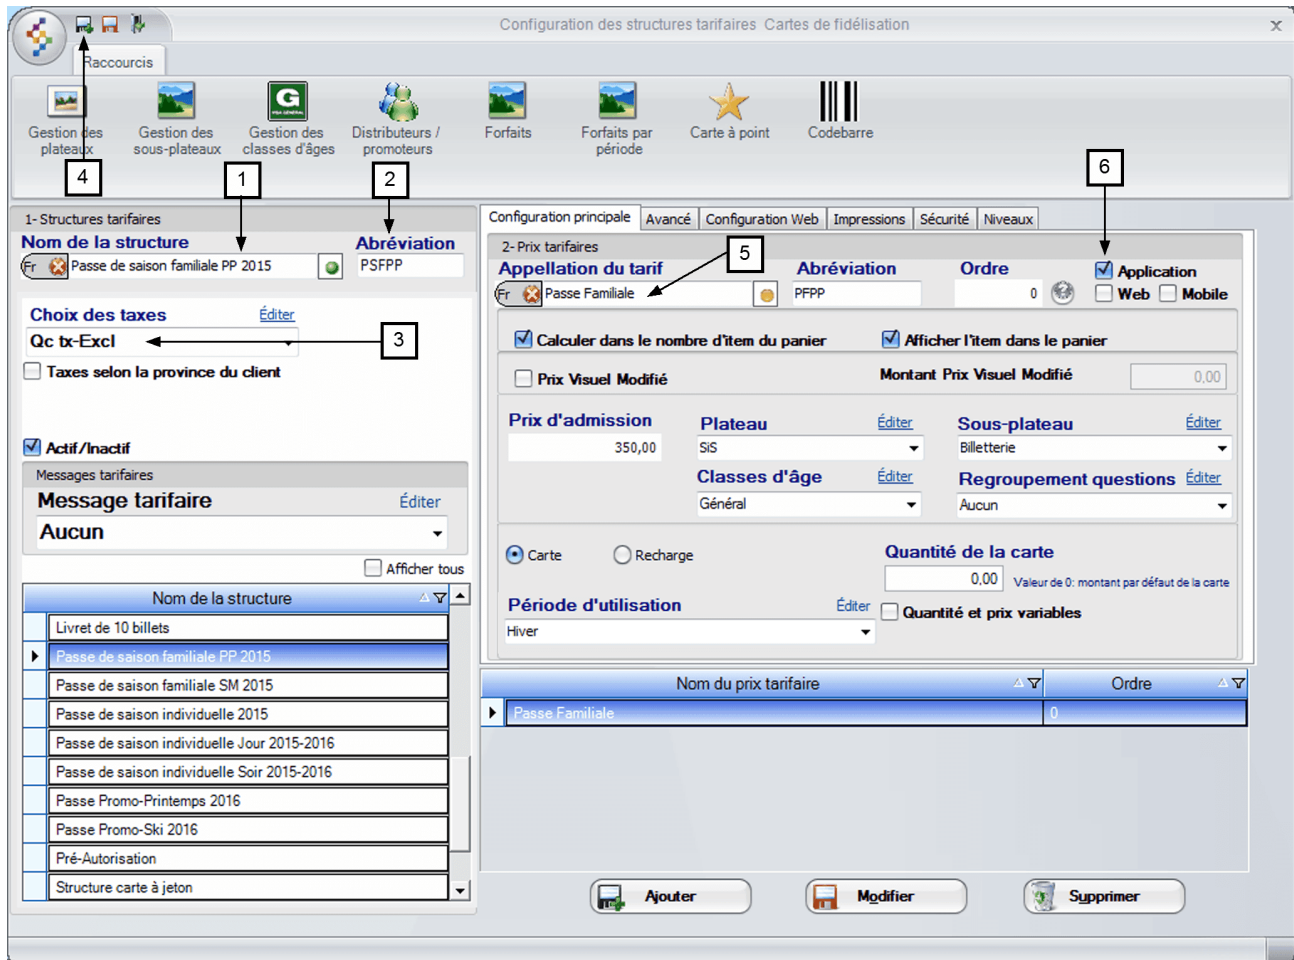 Configuration des structures tarifaires  Cartes de fidélisation
Raccourcis
Gestion des plateaux
Gestion des sous-plateaux
G
Gestion des classes d'âges
Distributeurs / promoteurs
Forfaits
Forfaits par période
Carte à point
Codebarre
4
1
2
6
1- Structures tarifaires
Nom de la structure
Abréviation
Fr
Passe de saison familiale PP 2015
PSFPP
Choix des taxes
Éditer
Qc tx-Excl
3
Taxes selon la province du client
Actif/Inactif
Messages tarifaires
Message tarifaire
Éditer
Aucun
Afficher tous
Nom de la structure
Livret de 10 billets
Passe de saison familiale PP 2015
Passe de saison familiale SM 2015
Passe de saison individuelle 2015
Passe de saison individuelle Jour 2015-2016
Passe de saison individuelle Soir 2015-2016
Passe Promo-Printemps 2016
Passe Promo-Ski 2016
Pré-Autorisation
Structure carte à jeton
Configuration principale
Avancé
Configuration Web
Impressions
Sécurité
Niveaux
2- Prix tarifaires
5
Appellation du tarif
Abréviation
Ordre
Application
Fr
Passe Familiale
PFPP
0
Web
Mobile
Calculer dans le nombre d'item du panier
Afficher l'item dans le panier
Prix Visuel Modifié
Montant Prix Visuel Modifié
0,00
Prix d'admission
350,00
Plateau
Éditer
SiS
Sous-plateau
Éditer
Billetterie
Classes d'âge
Éditer
Général
Regroupement questions
Éditer
Aucun
Carte
Recharge
Quantité de la carte
0,00
Valeur de 0: montant par défaut de la carte
Période d'utilisation
Éditer
Hiver
Quantité et prix variables
Nom du prix tarifaire
Ordre
Passe Familiale
0
Ajouter
Modifier
Supprimer